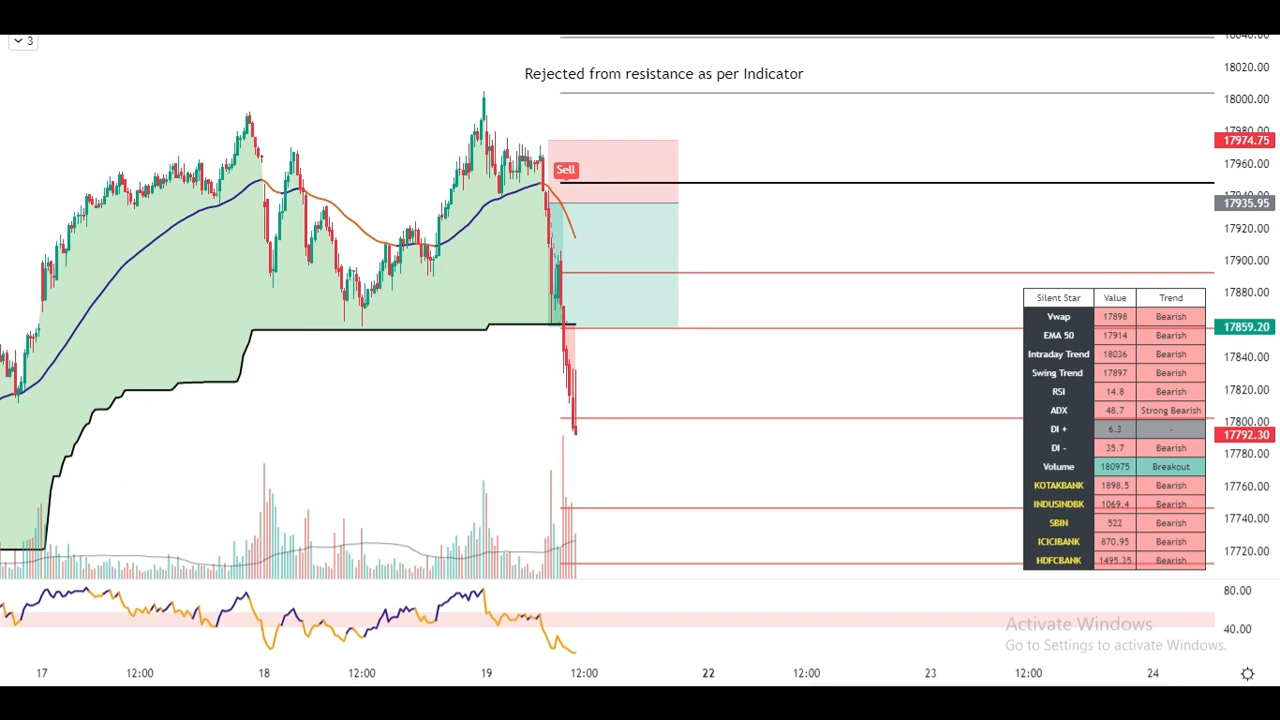 3
Rejected from resistance as per Indicator
Sell
18040.00
18020.00
18000.00
17980.00
17974.75
17960.00
17940.00
17935.95
17920.00
17900.00
17880.00
17859.20
17840.00
17820.00
17800.00
17792.30
17780.00
17760.00
17740.00
17720.00
80.00
40.00
Silent Star Value Trend
Vwap 17898 Bearish
EMA 50 17914 Bearish
Intraday Trend 18036 Bearish
Swing Trend 17897 Bearish
RSI 14.8 Bearish
ADX 48.7 Strong Bearish
DI + 6.3 -
DI - 35.7 Bearish
Volume 180975 Breakout
KOTAKBANK 1898.5 Bearish
INDUSINDBK 1069.4 Bearish
SBIN 522 Bearish
ICICIBANK 870.95 Bearish
HDFCBANK 1495.35 Bearish
Activate Windows
Go to Settings to activate Windows.
17 12:00 18 12:00 19 12:00 22 12:00 23 12:00 24